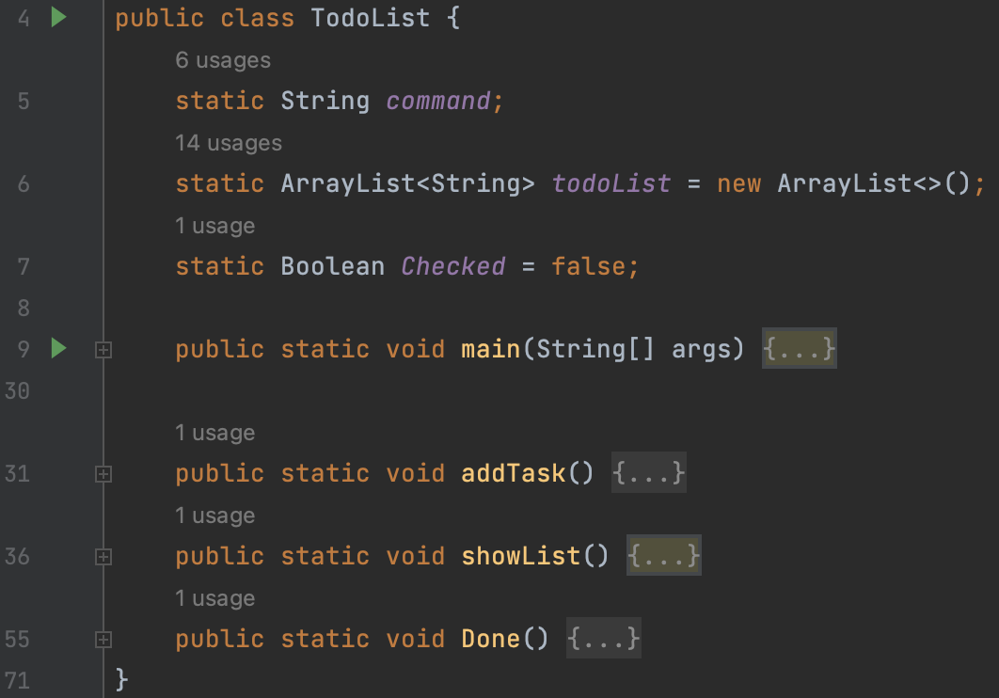 4 public class TodoList {
6 usages
5 static String command;
14 usages
6 static ArrayList<String> todoList = new ArrayList<>();
1 usage
7 static Boolean Checked = false;
8
9 public static void main(String[] args) {...}
30
1 usage
31 public static void addTask() {...}
1 usage
36 public static void showList() {...}
1 usage
55 public static void Done() {...}
71 }